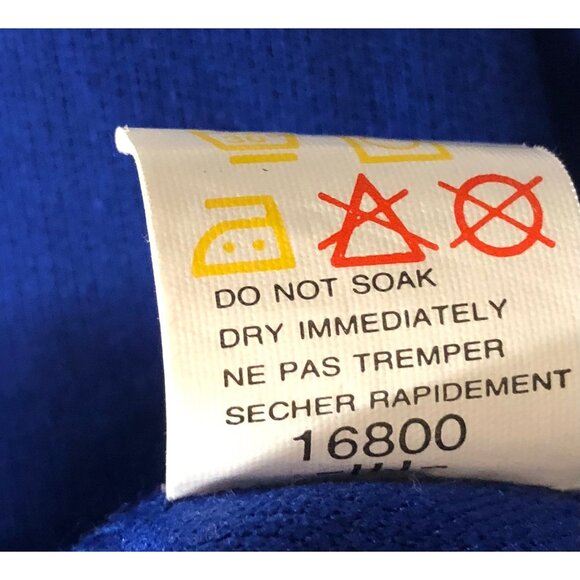 DO NOT SOAK
DRY IMMEDIATELY
NE PAS TREMPER
SECHER RAPIDEMENT
16800